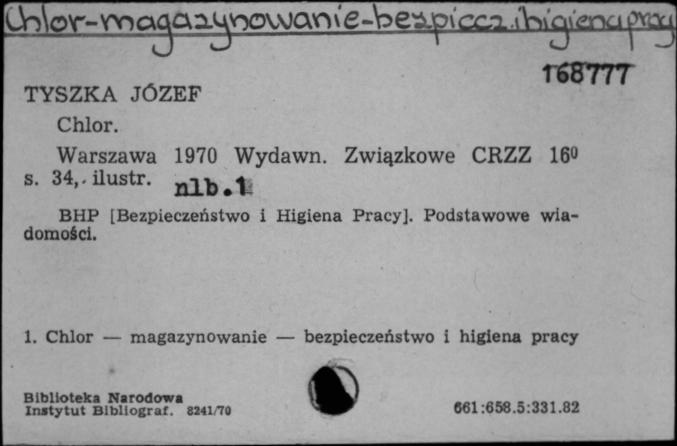 Chlor-magazynowanie-bezpiecz. i higiena pracy
168777
TYSZKA JÓZEF
Chlor.
Warszawa 1970 Wydawn. Związkowe CRZZ 16⁰
s. 34, ilustr. nlb.1
BHP [Bezpieczeństwo i Higiena Pracy]. Podstawowe wia-
domości.
1. Chlor — magazynowanie — bezpieczeństwo i higiena pracy
Biblioteka Narodowa
Instytut Bibliograf. 8241/70
661:658.5:331.82